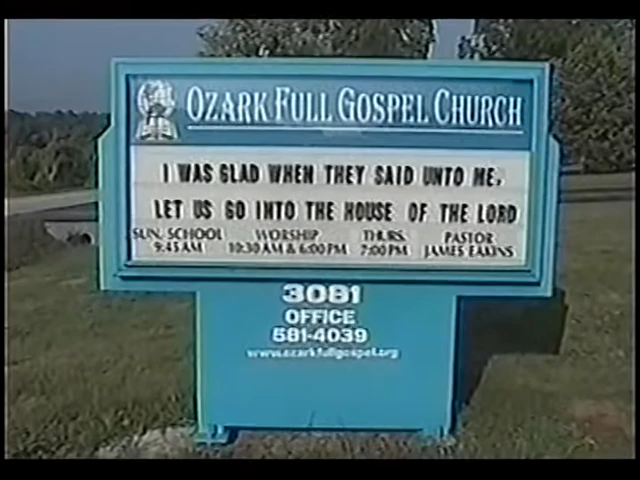 OZARK FULL GOSPEL CHURCH
I WAS GLAD WHEN THEY SAID UNTO ME,
LET US GO INTO THE HOUSE OF THE LORD
SUN. SCHOOL WORSHIP THURS. PASTOR
9:45 AM 10:30 AM & 6:00 PM 7:00 PM JAMES EAKINS
3081
OFFICE
581-4039
www.ozarkfullgospel.org